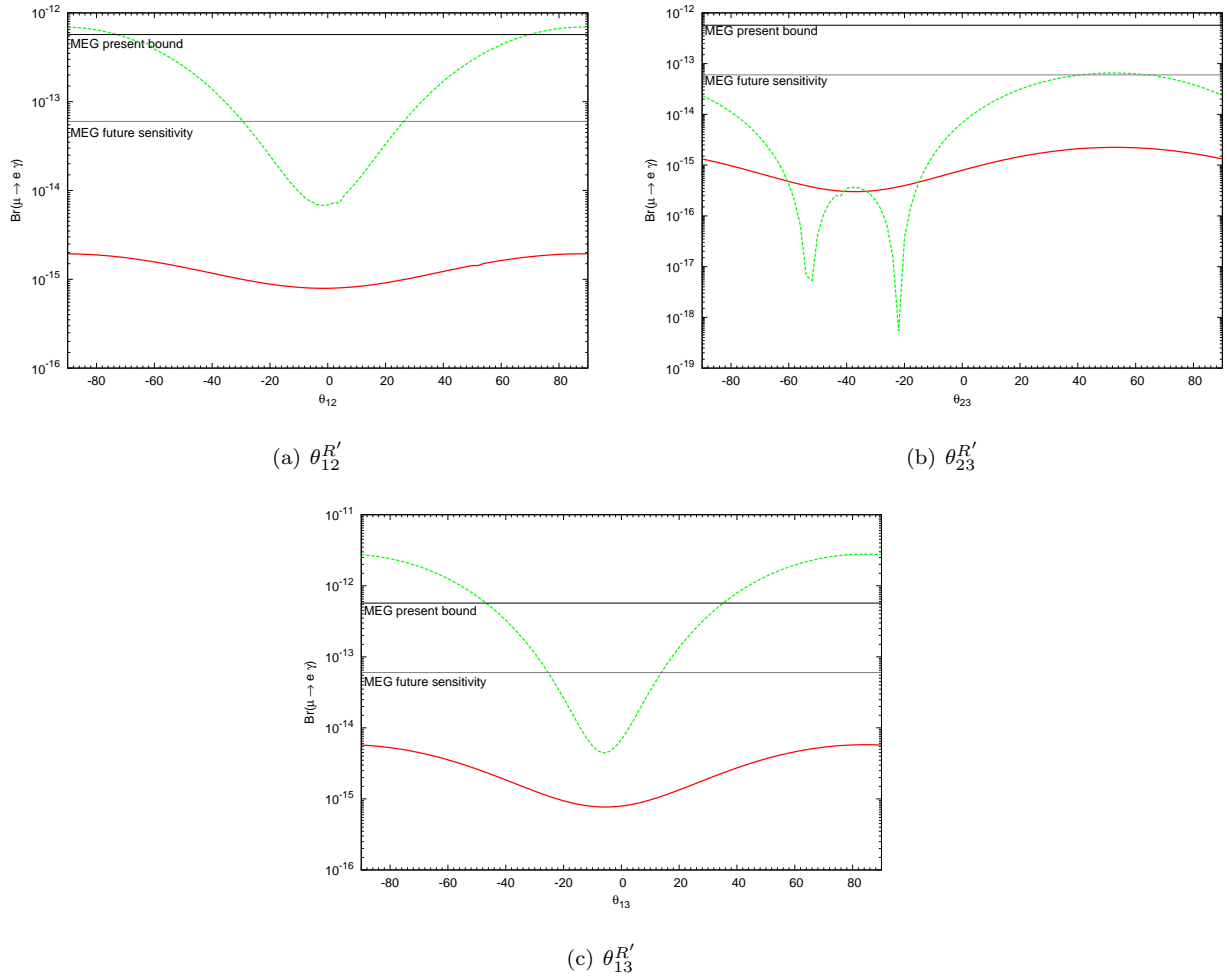 10^-12
MEG present bound
10^-13
MEG future sensitivity
Br(μ → e γ)
10^-14
10^-15
10^-16
-80 -60 -40 -20 0 20 40 60 80
θ12
(a) θ_12^R'
10^-12
MEG present bound
10^-13
MEG future sensitivity
10^-14
Br(μ → e γ)
10^-15
10^-16
10^-17
10^-18
10^-19
-80 -60 -40 -20 0 20 40 60 80
θ23
(b) θ_23^R'
10^-11
10^-12
MEG present bound
10^-13
MEG future sensitivity
Br(μ → e γ)
10^-14
10^-15
10^-16
-80 -60 -40 -20 0 20 40 60 80
θ13
(c) θ_13^R'